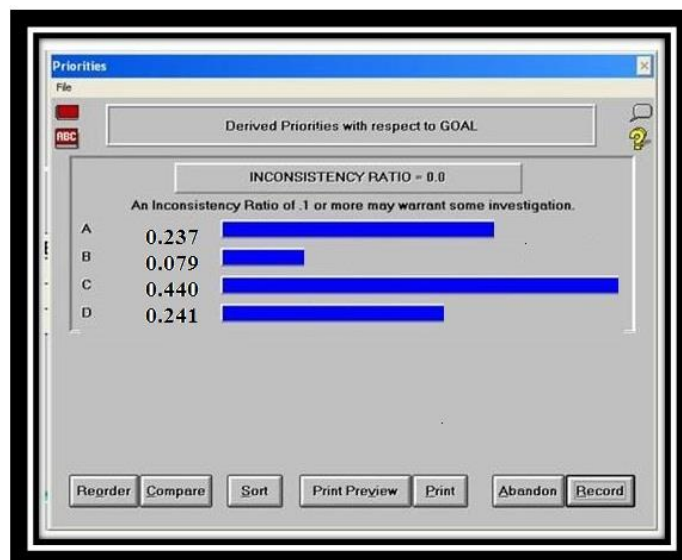 Priorities
File
ABC
Derived Priorities with respect to GOAL
INCONSISTENCY RATIO = 0.0
An Inconsistency Ratio of .1 or more may warrant some investigation.
A 0.237
B 0.079
C 0.440
D 0.241
Reorder Compare Sort Print Preview Print Abandon Record